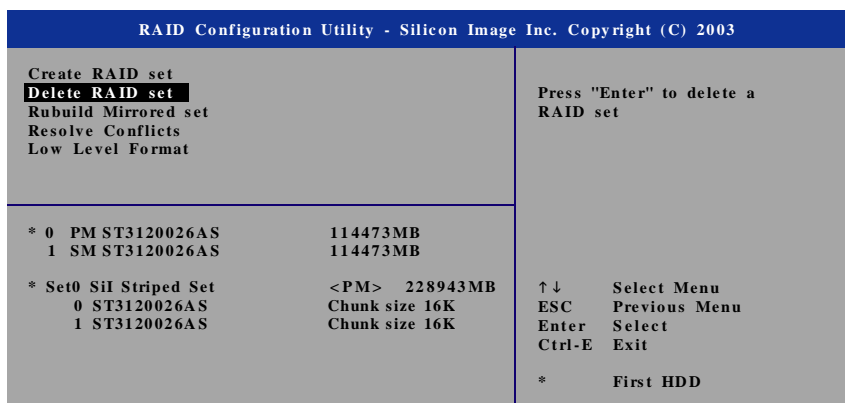 RAID Configuration Utility - Silicon Image Inc. Copyright (C) 2003
Create RAID set
Delete RAID set
Rubuild Mirrored set
Resolve Conflicts
Low Level Format
Press "Enter" to delete a
RAID set
* 0 PM ST3120026AS 114473MB
1 SM ST3120026AS 114473MB
* Set0 SiI Striped Set <PM> 228943MB
0 ST3120026AS Chunk size 16K
1 ST3120026AS Chunk size 16K
↑↓ Select Menu
ESC Previous Menu
Enter Select
Ctrl-E Exit
* First HDD